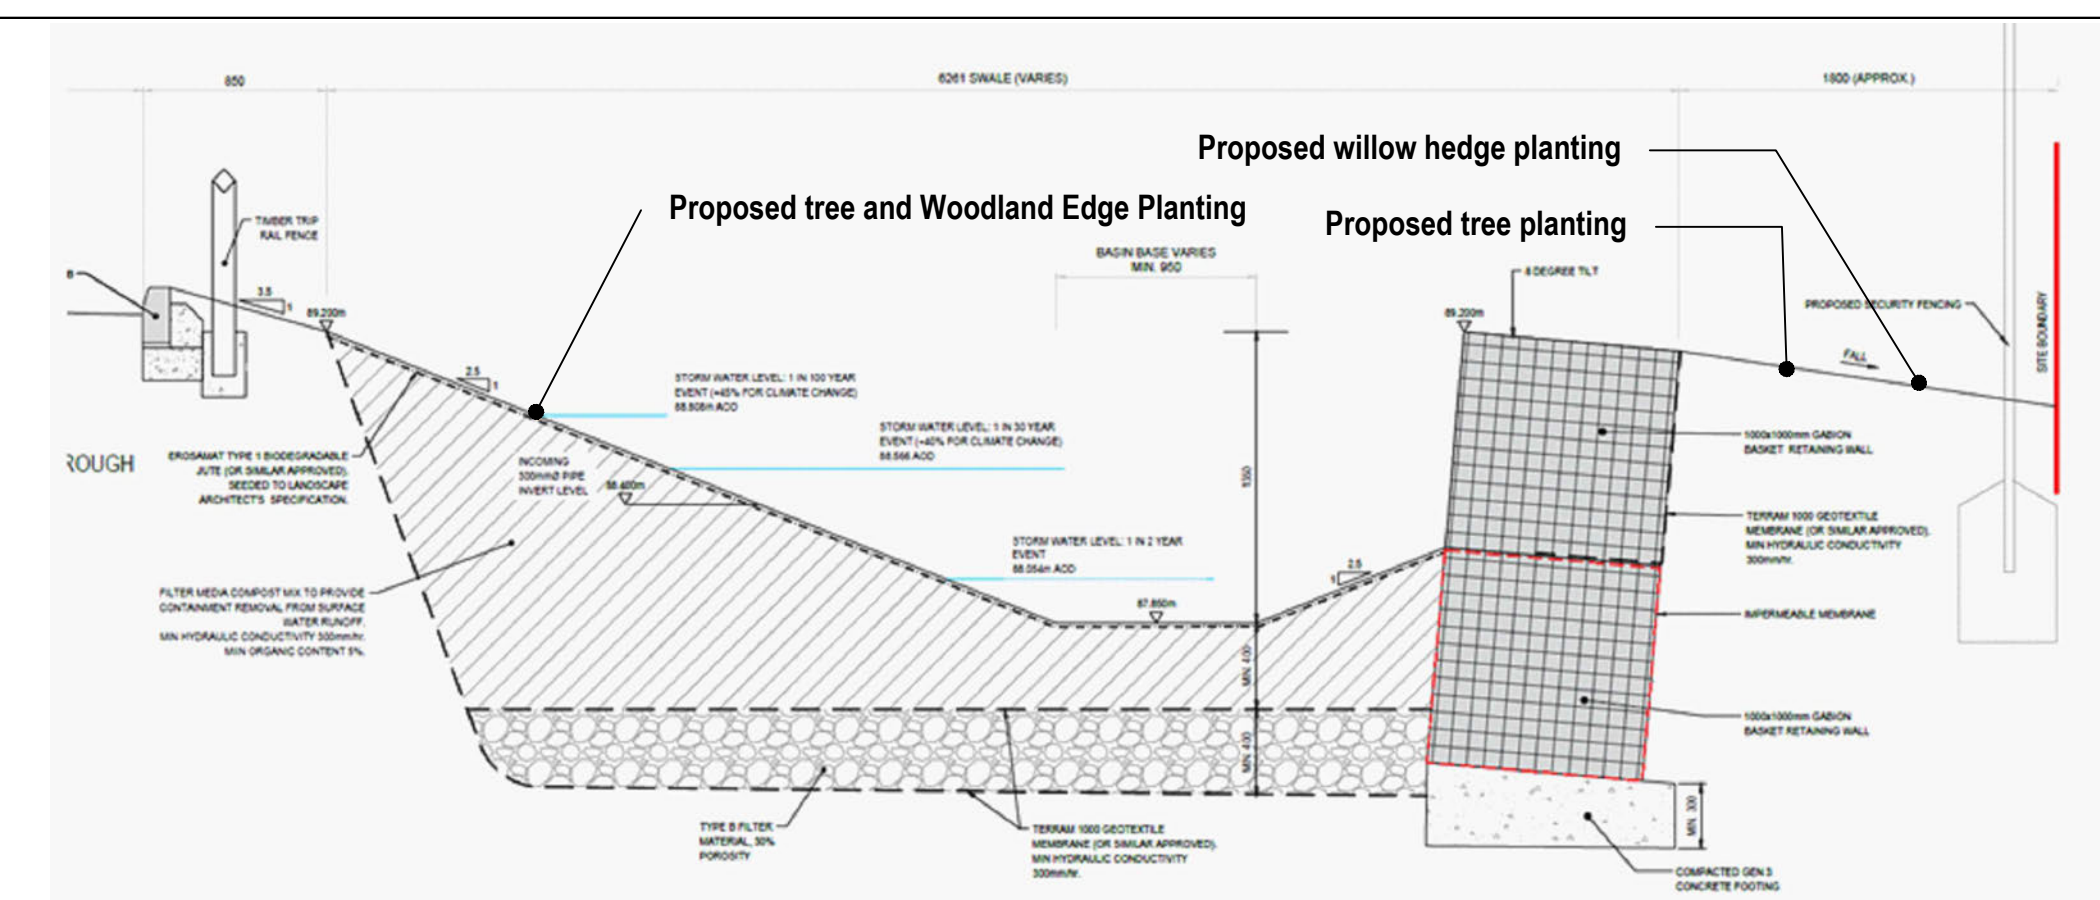 850
6261 SWALE (VARIES)
1800 (APPROX.)
Proposed willow hedge planting
Proposed tree and Woodland Edge Planting
Proposed tree planting
TIMBER TRIP
RAIL FENCE
BASIN BASE VARIES
MIN. 950
8 DEGREE TILT
B
3.5
1
89.200m
89.200m
PROPOSED SECURITY FENCING
SITE BOUNDARY
FALL
2.5
1
STORM WATER LEVEL: 1 IN 100 YEAR
EVENT (+45% FOR CLIMATE CHANGE)
88.808m AOD
STORM WATER LEVEL: 1 IN 30 YEAR
EVENT (+40% FOR CLIMATE CHANGE)
88.566 AOD
1000x1000mm GABION
BASKET RETAINING WALL
ROUGH
EROSAMAT TYPE 1 BIODEGRADABLE
JUTE (OR SIMILAR APPROVED).
SEEDED TO LANDSCAPE
ARCHITECT'S SPECIFICATION.
INCOMING
300mmØ PIPE
INVERT LEVEL
88.400m
1350
TERRAM 1000 GEOTEXTILE
MEMBRANE (OR SIMILAR APPROVED).
MIN HYDRAULIC CONDUCTIVITY
300mm/hr.
STORM WATER LEVEL: 1 IN 2 YEAR
EVENT
88.054m AOD
2.5
1
FILTER MEDIA COMPOST MIX TO PROVIDE
CONTAINMENT REMOVAL FROM SURFACE
WATER RUNOFF.
MIN HYDRAULIC CONDUCTIVITY 300mm/hr.
MIN ORGANIC CONTENT 5%.
87.850m
IMPERMEABLE MEMBRANE
MIN. 400
1000x1000mm GABION
BASKET RETAINING WALL
MIN. 400
TYPE B FILTER
MATERIAL, 30%
POROSITY
TERRAM 1000 GEOTEXTILE
MEMBRANE (OR SIMILAR APPROVED).
MIN HYDRAULIC CONDUCTIVITY
300mm/hr.
MIN. 300
COMPACTED GEN 3
CONCRETE FOOTING